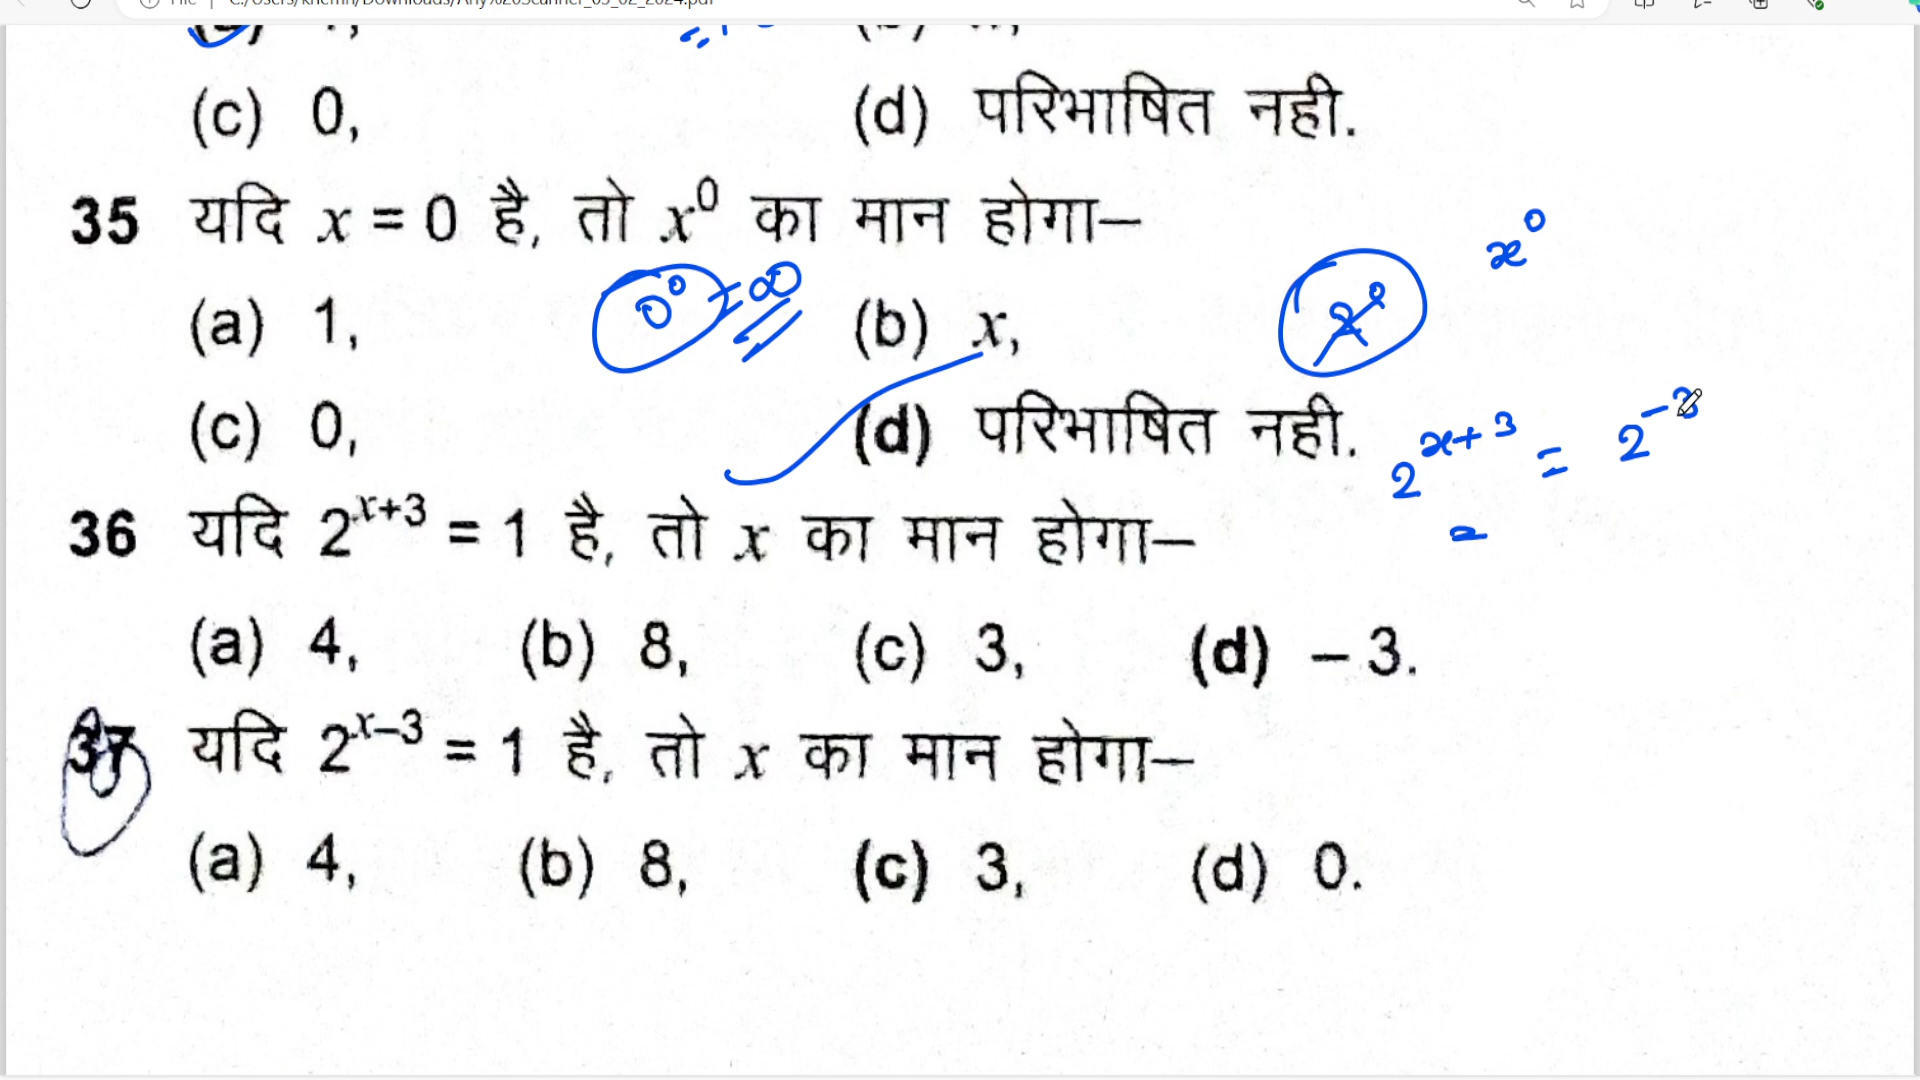 (c) 0, (d) परिभाषित नही.
35 यदि x = 0 है, तो x⁰ का मान होगा–
x⁰
(a) 1, 0⁰ = ∞ (b) x,
(c) 0, (d) परिभाषित नही.
2^(x+3) = 2^(-3)
=
36 यदि 2^(x+3) = 1 है, तो x का मान होगा–
(a) 4, (b) 8, (c) 3, (d) – 3.
37 यदि 2^(x–3) = 1 है, तो x का मान होगा–
(a) 4, (b) 8, (c) 3, (d) 0.